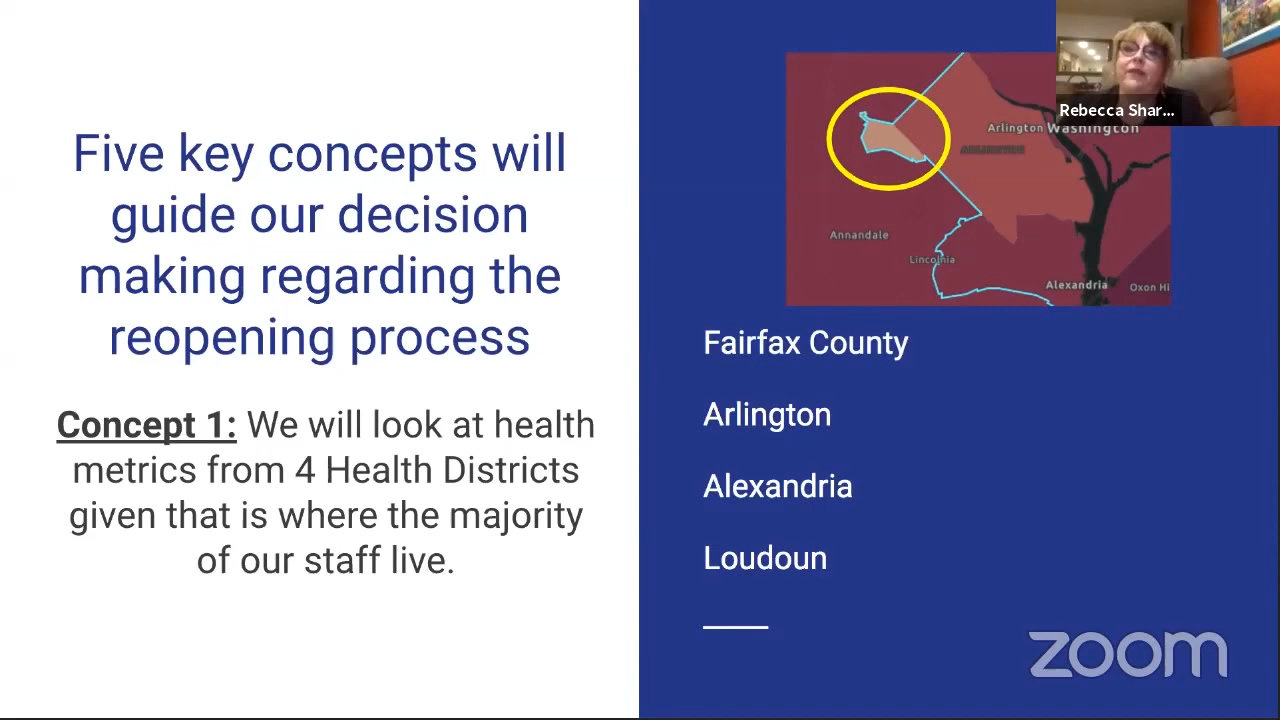 Five key concepts will
guide our decision
making regarding the
reopening process
Concept 1: We will look at health
metrics from 4 Health Districts
given that is where the majority
of our staff live.
Arlington Washington
ARLINGTON
Annandale
Lincolnia
Alexandria
Oxon Hi
Rebecca Shar...
Fairfax County
Arlington
Alexandria
Loudoun
zoom